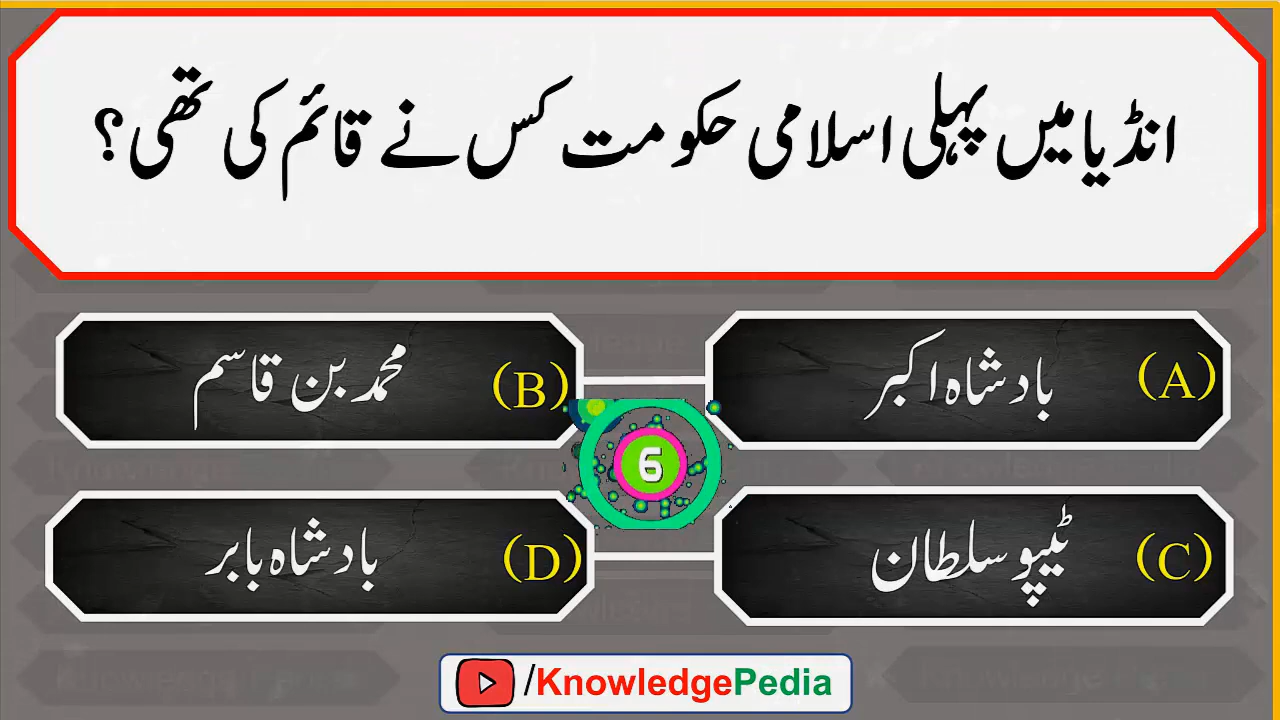 انڈیا میں پہلی اسلامی حکومت کس نے قائم کی تھی؟
(A) بادشاہ اکبر
(B) محمد بن قاسم
6
(C) ٹیپو سلطان
(D) بادشاہ بابر
/KnowledgePedia